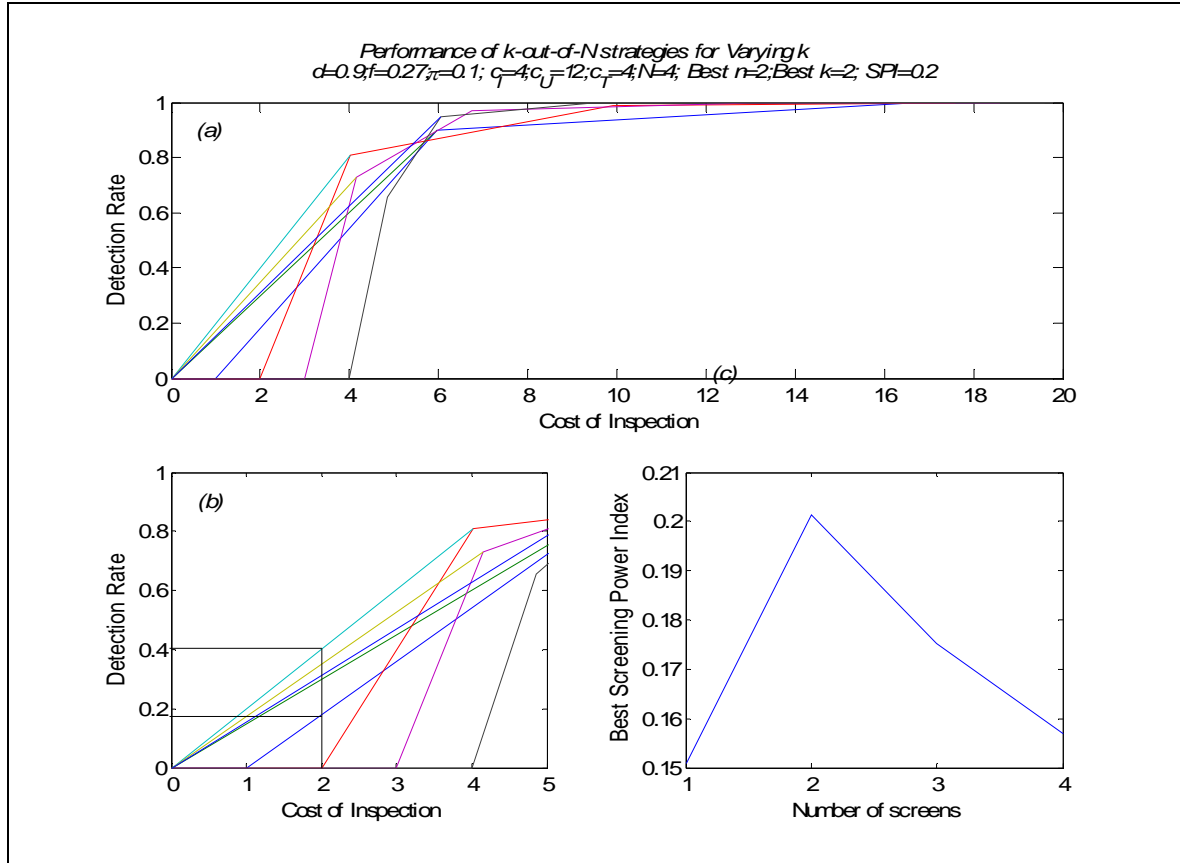 Performance of k-out-of-N strategies for Varying k
d=0.9;f=0.27;π=0.1; c_I=4;c_U=12;c_T=4;N=4; Best n=2;Best k=2; SPI=0.2
1
(a)
0.8
0.6
0.4
0.2
0
Detection Rate
0 2 4 6 8 10 12 14 16 18 20
(c)
Cost of Inspection
1
(b)
0.8
0.6
0.4
0.2
0
Detection Rate
0 1 2 3 4 5
Cost of Inspection
0.21
0.2
0.19
0.18
0.17
0.16
0.15
Best Screening Power Index
1 2 3 4
Number of screens